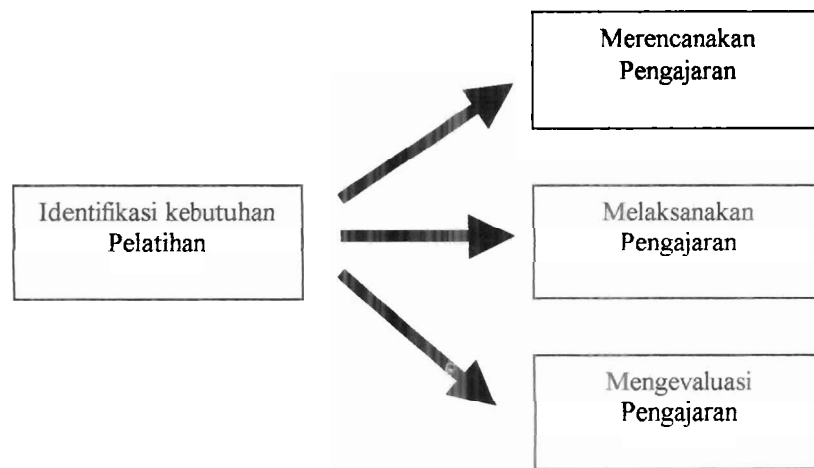 Merencanakan
Pengajaran
Identifikasi kebutuhan
Pelatihan
Melaksanakan
Pengajaran
Mengevaluasi
Pengajaran